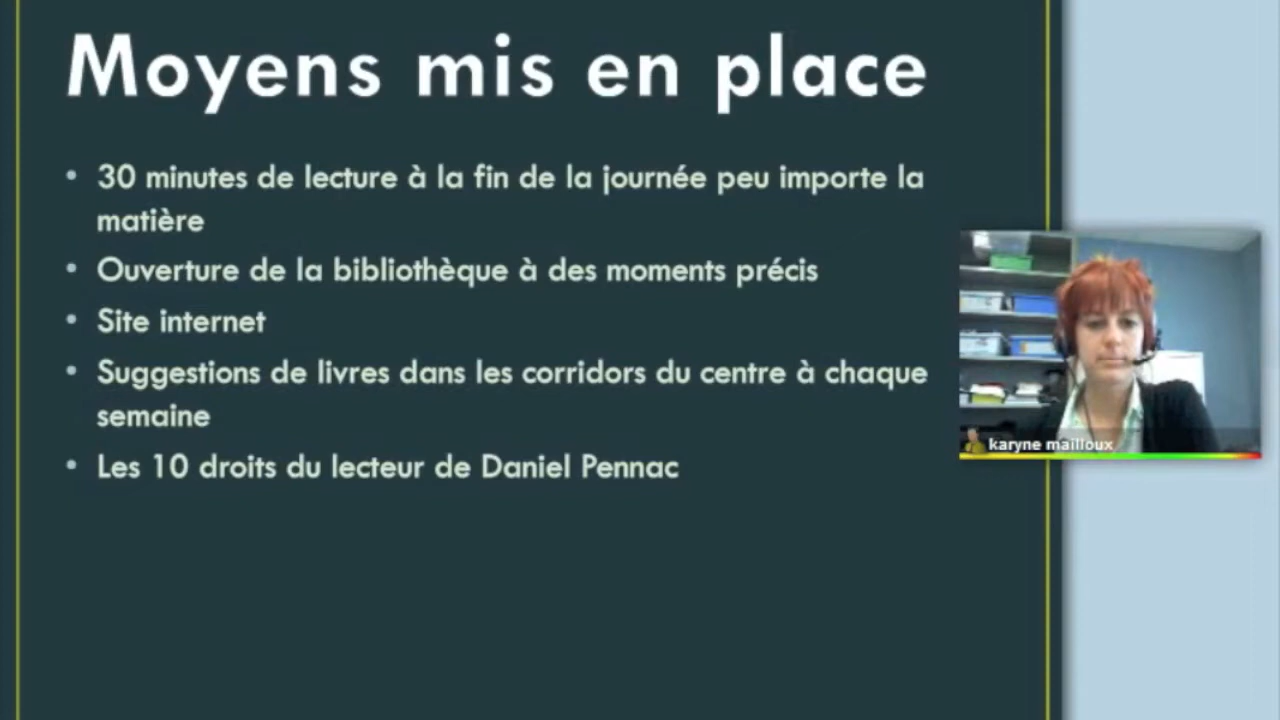 Moyens mis en place
• 30 minutes de lecture à la fin de la journée peu importe la
matière
• Ouverture de la bibliothèque à des moments précis
• Site internet
• Suggestions de livres dans les corridors du centre à chaque
semaine
• Les 10 droits du lecteur de Daniel Pennac
karyne mailloux